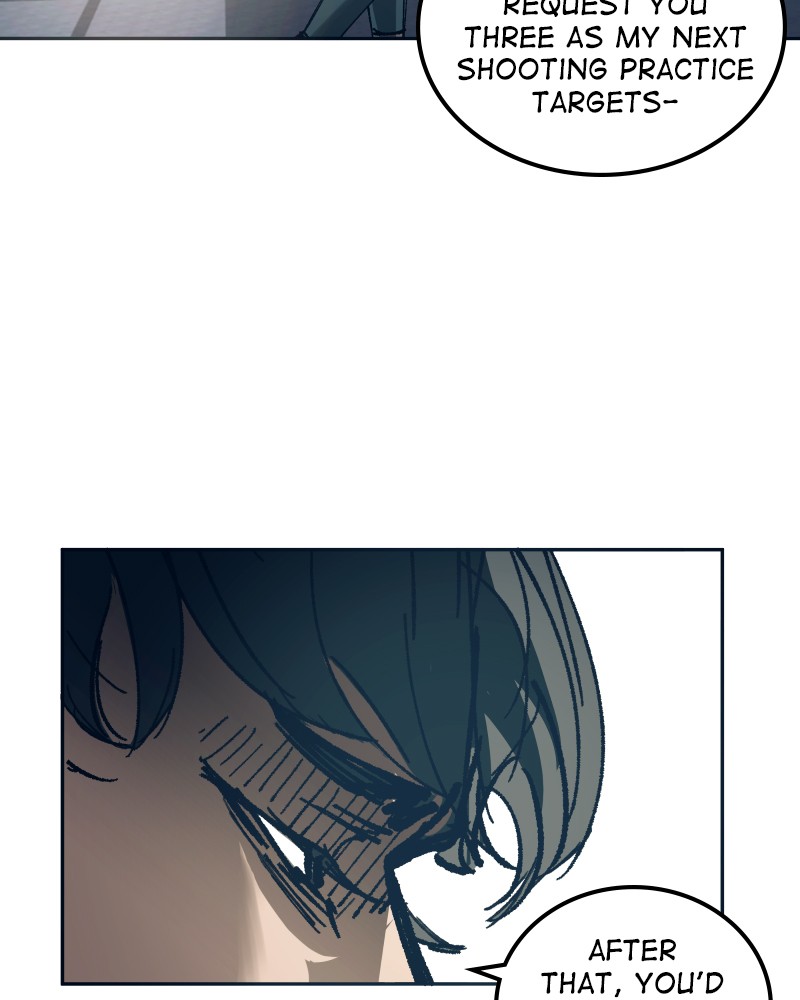 REQUEST YOU
THREE AS MY NEXT
SHOOTING PRACTICE
TARGETS-
AFTER
THAT, YOU'D